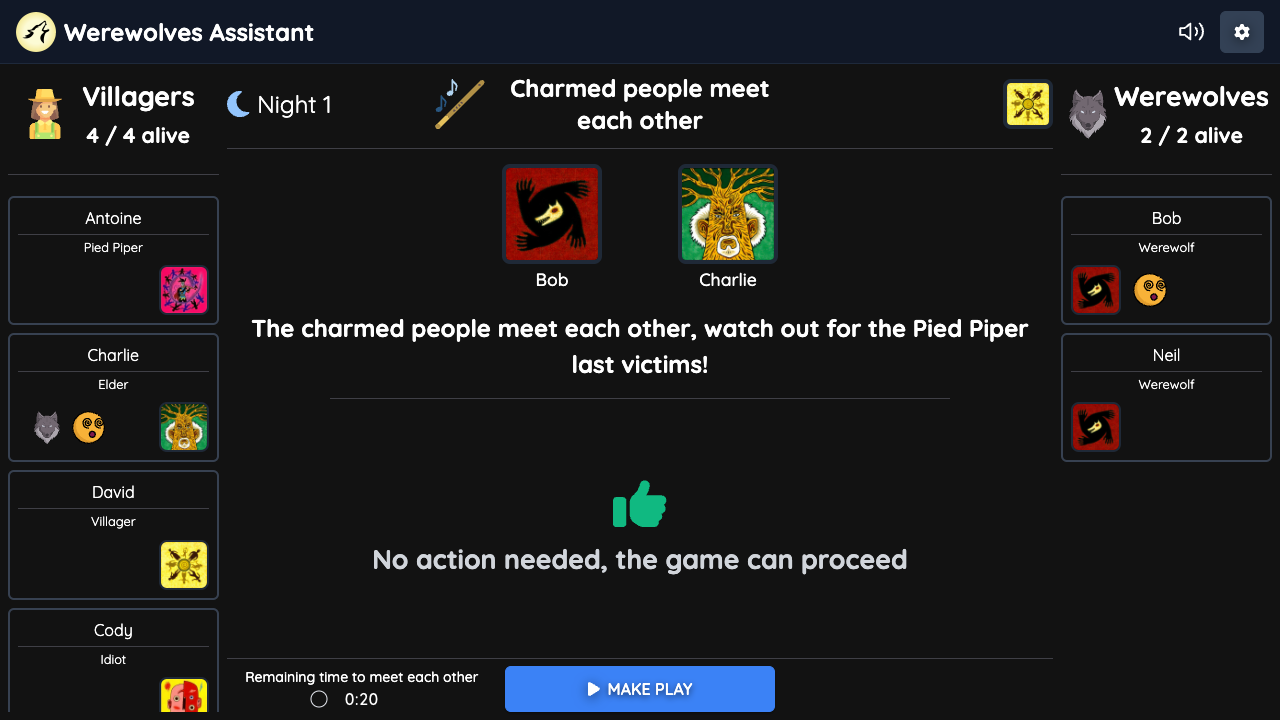 Werewolves Assistant
Villagers
4 / 4 alive
Antoine
Pied Piper
Charlie
Elder
David
Villager
Cody
Idiot
Night 1
Charmed people meet
each other
Bob
Charlie
The charmed people meet each other, watch out for the Pied Piper
last victims!
No action needed, the game can proceed
Remaining time to meet each other
0:20
MAKE PLAY
Werewolves
2 / 2 alive
Bob
Werewolf
Neil
Werewolf